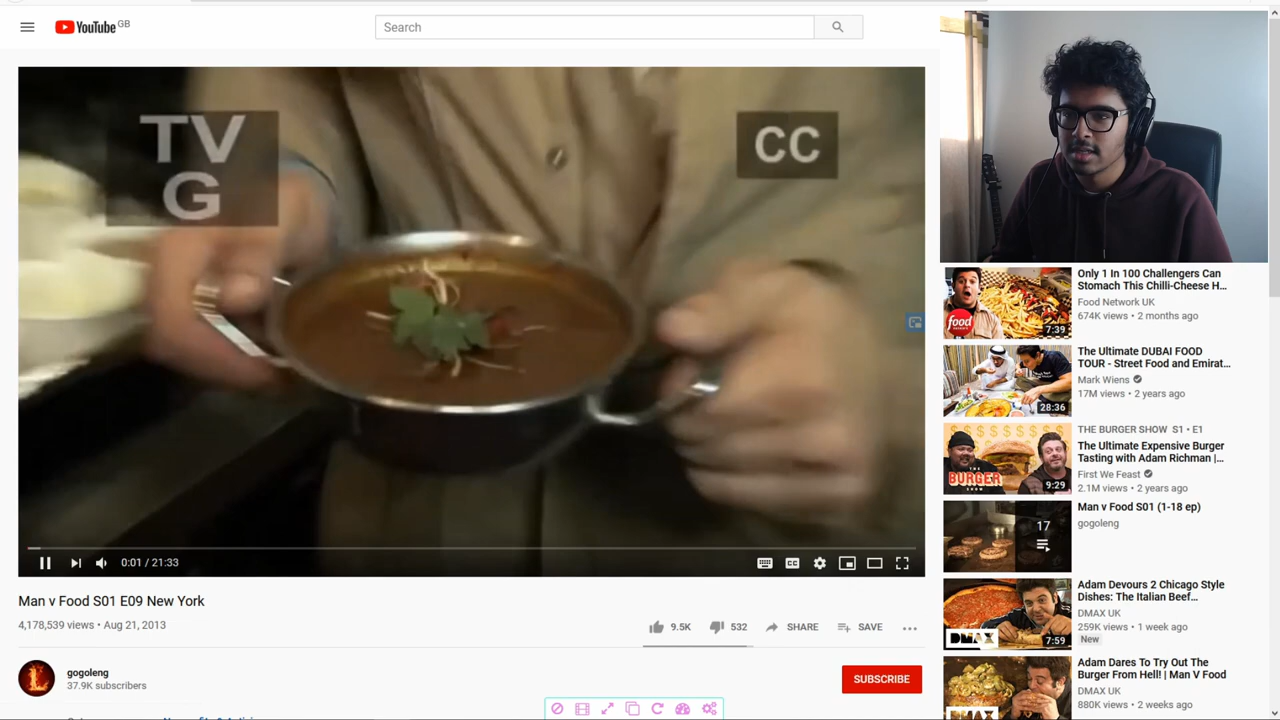 YouTube GB
Search
TV
G
CC
0:01 / 21:33
CC
Man v Food S01 E09 New York
4,178,539 views • Aug 21, 2013
9.5K
532
SHARE
SAVE
gogoleng
37.9K subscribers
SUBSCRIBE
Only 1 In 100 Challengers Can
Stomach This Chilli-Cheese H...
Food Network UK
674K views • 2 months ago
food
7:39
The Ultimate DUBAI FOOD
TOUR - Street Food and Emirat...
Mark Wiens
17M views • 2 years ago
28:36
THE BURGER SHOW S1 • E1
The Ultimate Expensive Burger
Tasting with Adam Richman |...
First We Feast
2.1M views • 2 years ago
THE
BURGER
9:29
Man v Food S01 (1-18 ep)
gogoleng
17
Adam Devours 2 Chicago Style
Dishes: The Italian Beef...
DMAX UK
259K views • 1 week ago
New
DMAX
7:59
Adam Dares To Try Out The
Burger From Hell! | Man V Food
DMAX UK
880K views • 2 weeks ago
DMAX